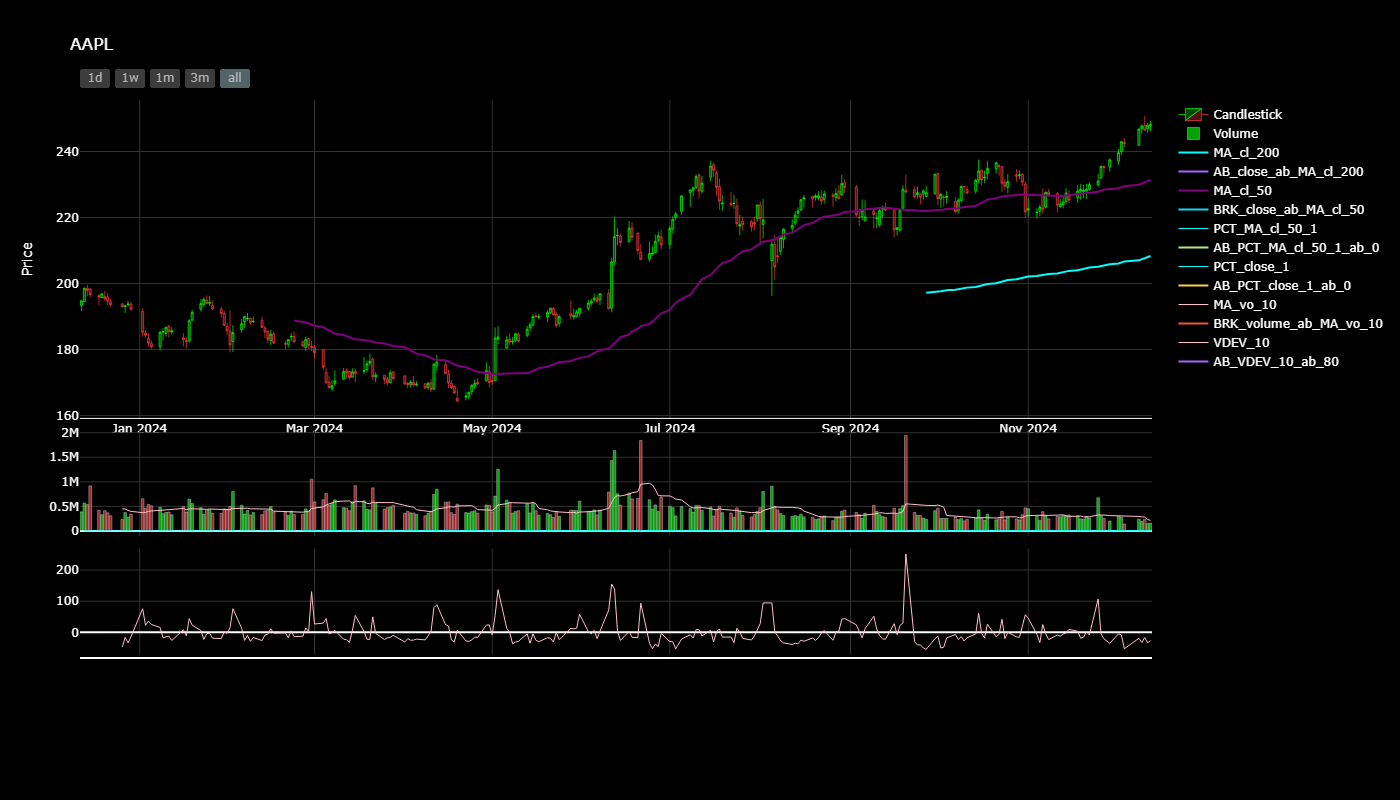 AAPL
1d 1w 1m 3m all
Price
240
220
200
180
160
Jan 2024 Mar 2024 May 2024 Jul 2024 Sep 2024 Nov 2024
2M
1.5M
1M
0.5M
0
200
100
0
Candlestick
Volume
MA_cl_200
AB_close_ab_MA_cl_200
MA_cl_50
BRK_close_ab_MA_cl_50
PCT_MA_cl_50_1
AB_PCT_MA_cl_50_1_ab_0
PCT_close_1
AB_PCT_close_1_ab_0
MA_vo_10
BRK_volume_ab_MA_vo_10
VDEV_10
AB_VDEV_10_ab_80